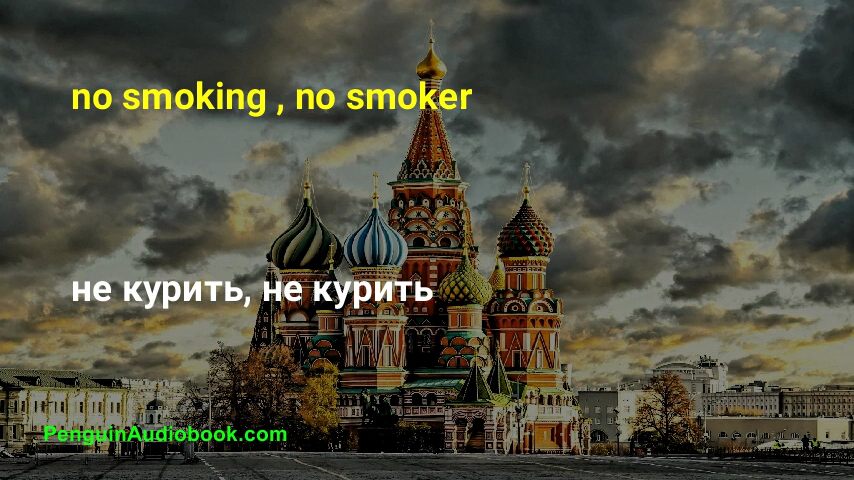 no smoking , no smoker
не курить, не курить
PenguinAudiobook.com